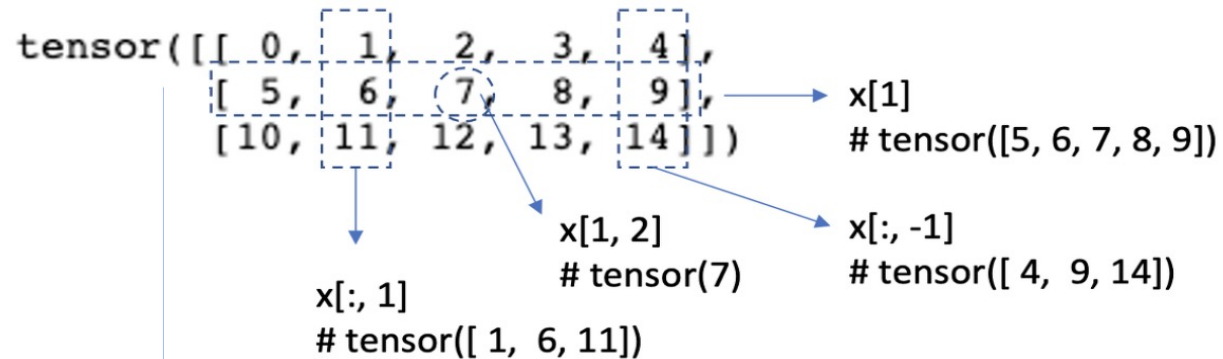 tensor([[ 0, 1, 2, 3, 4],
[ 5, 6, 7, 8, 9],
[10, 11, 12, 13, 14]])
x[1]
# tensor([5, 6, 7, 8, 9])
x[:, -1]
# tensor([ 4, 9, 14])
x[1, 2]
# tensor(7)
x[:, 1]
# tensor([ 1, 6, 11])